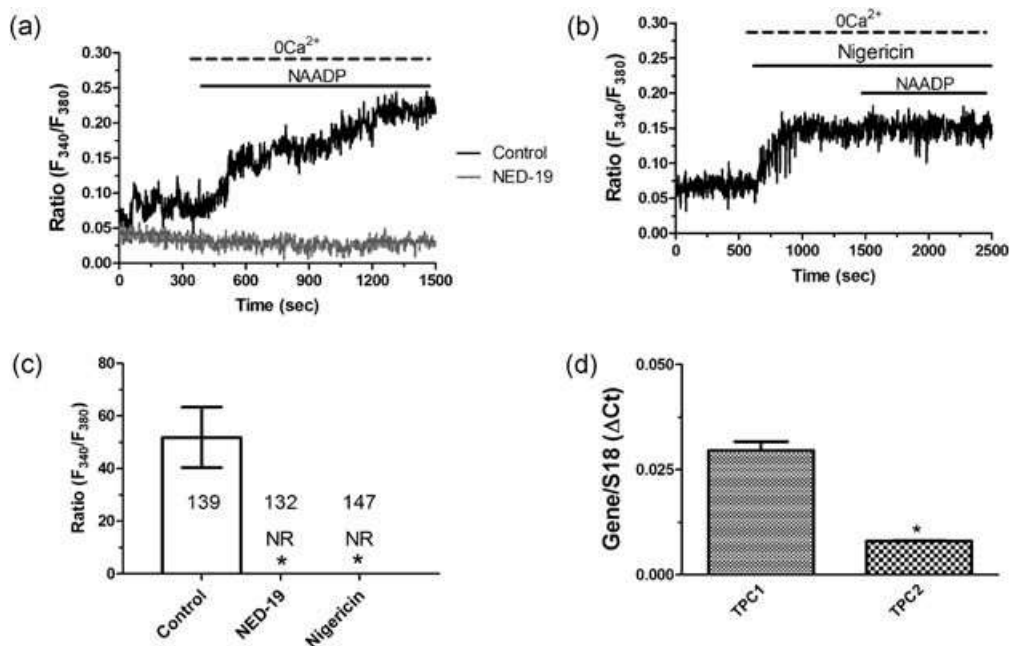 (a)
0Ca2+
NAADP
Ratio (F340/F380)
0.30
0.25
0.20
0.15
0.10
0.05
0.00
0 300 600 900 1200 1500
Time (sec)
Control
NED-19
(b)
0Ca2+
Nigericin
NAADP
Ratio (F340/F380)
0.30
0.25
0.20
0.15
0.10
0.05
0.00
0 500 1000 1500 2000 2500
Time (sec)
(c)
Ratio (F340/F380)
80
60
40
20
0
139 132 147
NR NR
* *
Control NED-19 Nigericin
(d)
Gene/S18 (ΔCt)
0.050
0.025
0.000
*
TPC1 TPC2